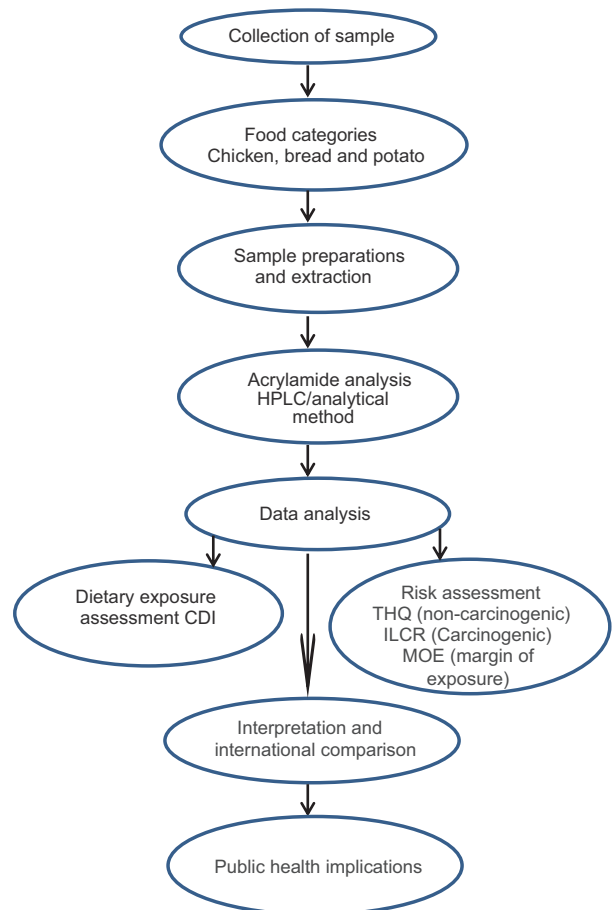 Collection of sample
Food categories
Chicken, bread and potato
Sample preparations
and extraction
Acrylamide analysis
HPLC/analytical
method
Data analysis
Dietary exposure
assessment CDI
Risk assessment
THQ (non-carcinogenic)
ILCR (Carcinogenic)
MOE (margin of
exposure)
Interpretation and
international comparison
Public health implications